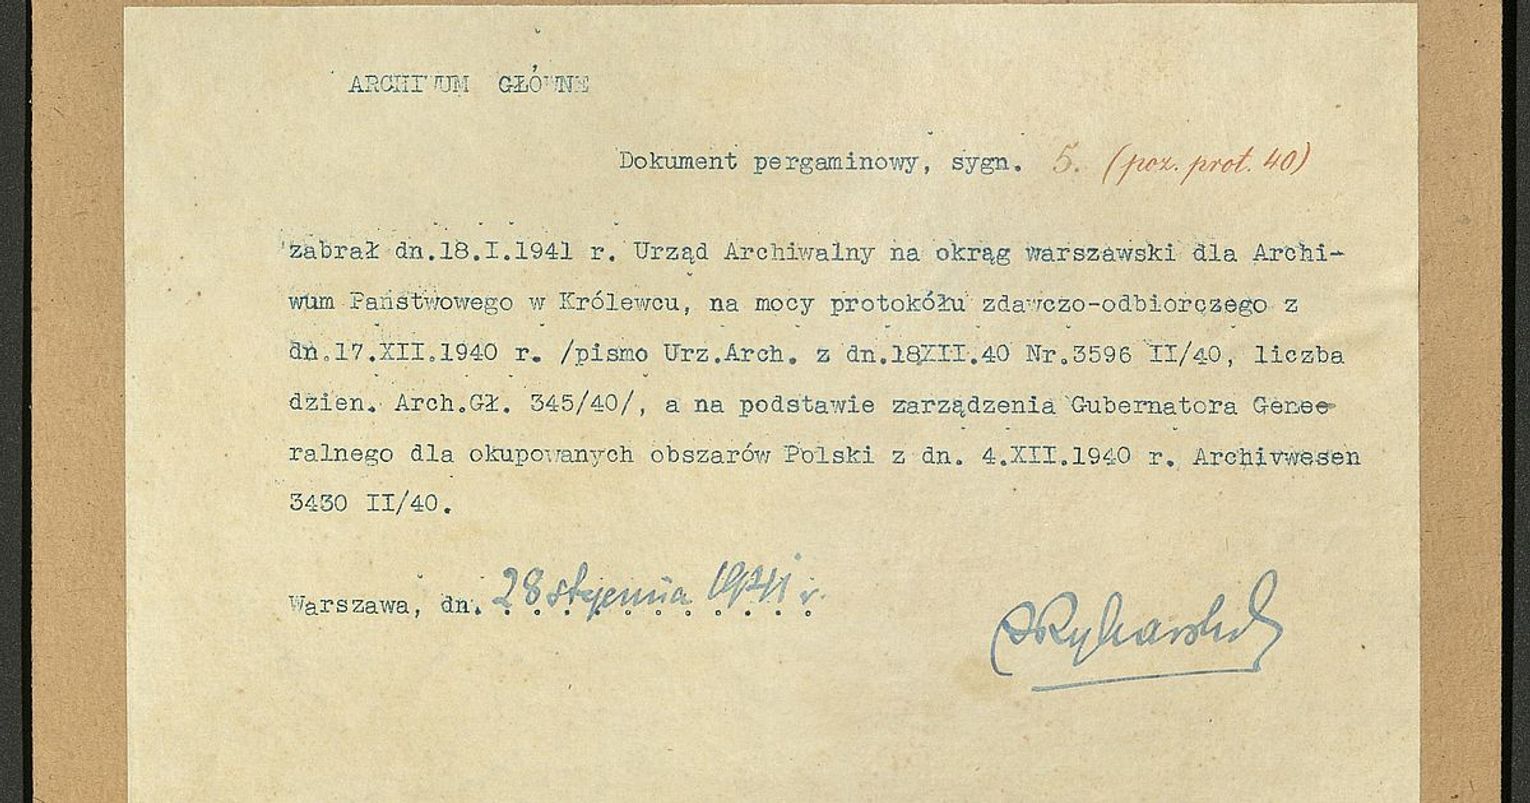 ARCHIWUM GŁÓWNE
Dokument pergaminowy, sygn. 5. (poz. prot. 40)
zabrał dn.18.I.1941 r. Urząd Archiwalny na okrąg warszawski dla Archi-
wum Państwowego w Królewcu, na mocy protokółu zdawczo-odbiorczego z
dn.17.XII.1940 r. /pismo Urz.Arch. z dn.18XII.40 Nr.3596 II/40, liczba
dzien. Arch.Gł. 345/40/, a na podstawie zarządzenia Gubernatora Genee
ralnego dla okupowanych obszarów Polski z dn. 4.XII.1940 r. Archivwesen
3430 II/40.
Warszawa, dn. 28 stycznia 1941 r.